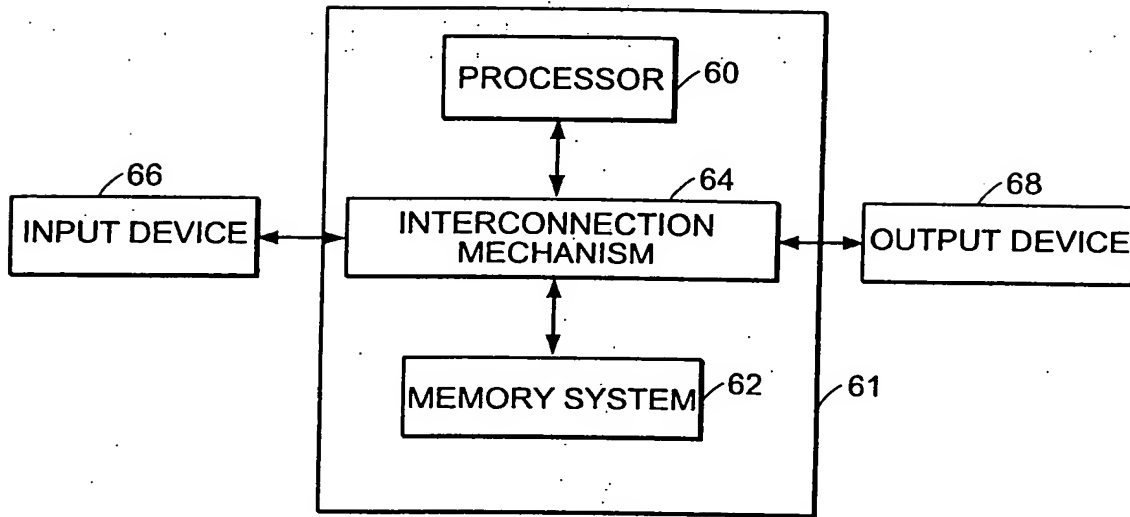 PROCESSOR
60
66
64
68
INPUT DEVICE
INTERCONNECTION
MECHANISM
OUTPUT DEVICE
MEMORY SYSTEM
62
61